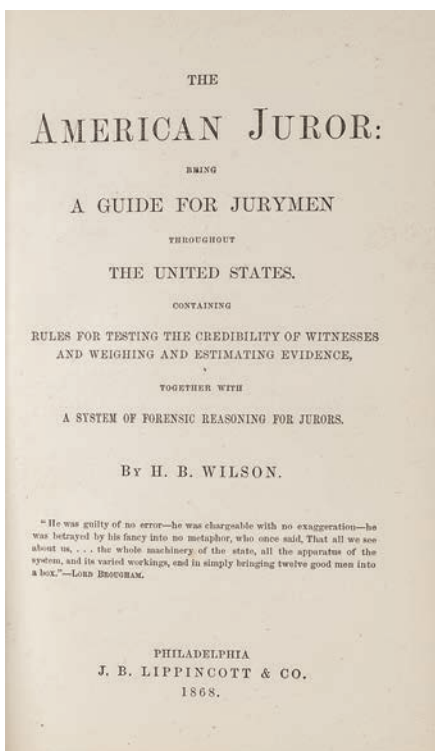 THE
AMERICAN JUROR:
BEING
A GUIDE FOR JURYMEN
THROUGHOUT
THE UNITED STATES.
CONTAINING
RULES FOR TESTING THE CREDIBILITY OF WITNESSES
AND WEIGHING AND ESTIMATING EVIDENCE,
TOGETHER WITH
A SYSTEM OF FORENSIC REASONING FOR JURORS.
BY H. B. WILSON.
"He was guilty of no error—he was chargeable with no exaggeration—he
was betrayed by his fancy into no metaphor, who once said, That all we see
about us, . . . the whole machinery of the state, all the apparatus of the
system, and its varied workings, end in simply bringing twelve good men into
a box."—LORD BROUGHAM.
PHILADELPHIA
J. B. LIPPINCOTT & CO.
1868.